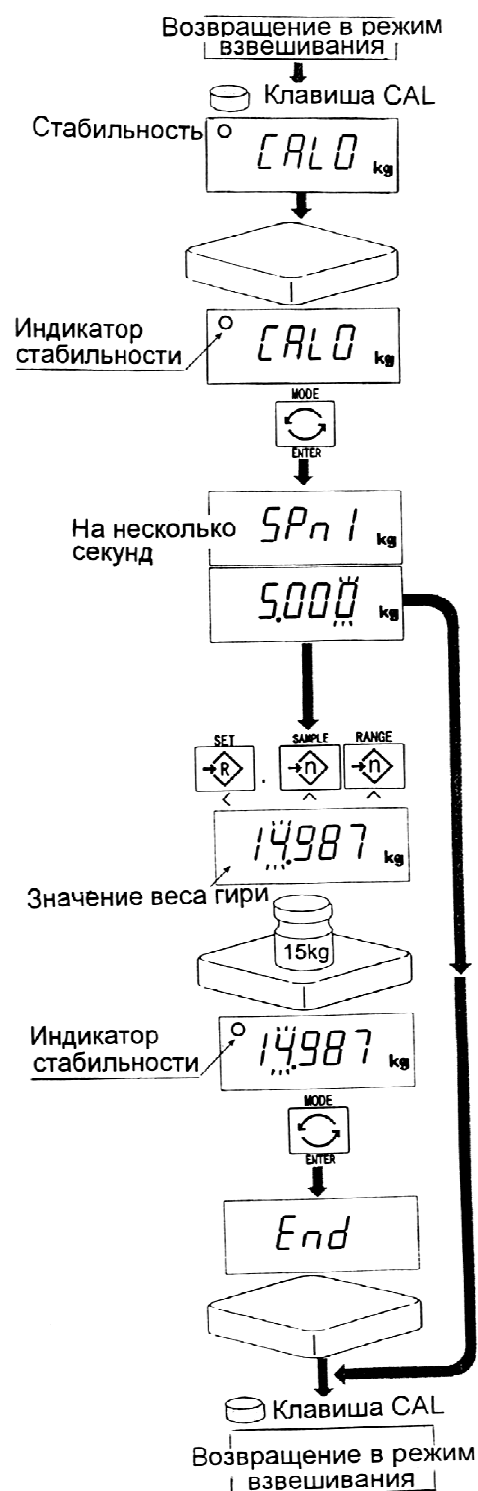 Возвращение в режим
взвешивания
Клавиша CAL
Стабильность
CAL0
kg
Индикатор
стабильности
CAL0
kg
MODE
ENTER
На несколько
секунд
SPn1
kg
5.000
kg
SET
SAMPLE
RANGE
R
n
n
14.987
kg
Значение веса гири
15kg
Индикатор
стабильности
14.987
kg
MODE
ENTER
End
Клавиша CAL
Возвращение в режим
взвешивания